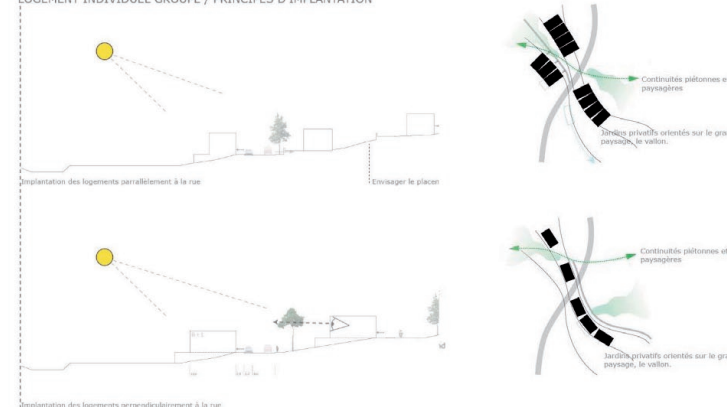 LOGEMENT INDIVIDUEL GROUPE / PRINCIPES D'IMPLANTATION
Continuités piétonnes e
paysagères
Jardins privatifs orientés sur le gra
paysage, le vallon.
Implantation des logements parrallèlement à la rue
Envisager le placen
Continuités piétonnes et
paysagères
Jardins privatifs orientés sur le gra
paysage, le vallon.
Implantation des logements perpendiculairement à la rue